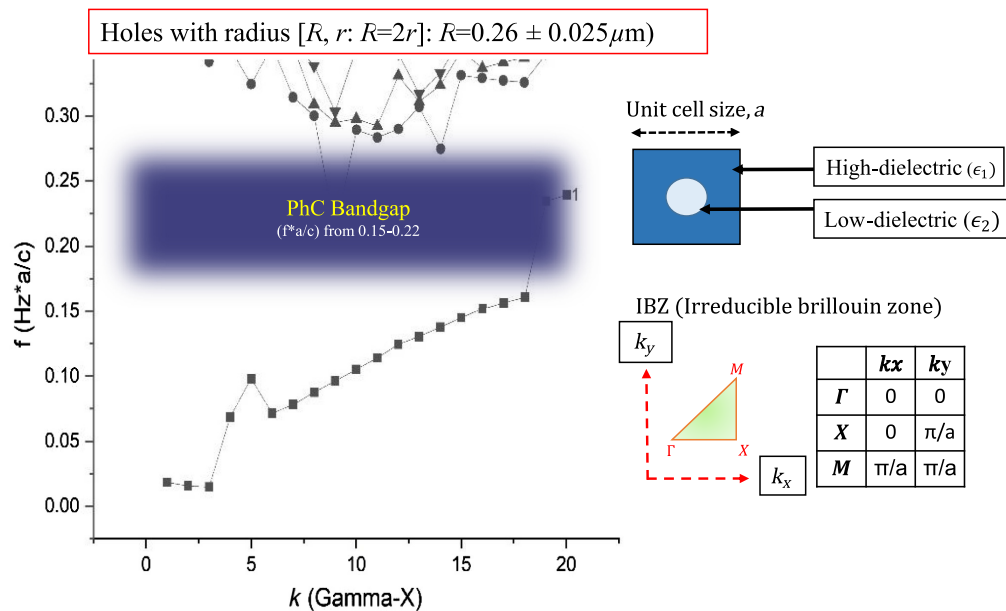 Holes with radius [R, r: R=2r]: R=0.26 ± 0.025μm)
f (Hz*a/c)
0.30
0.25
0.20
0.15
0.10
0.05
0.00
PhC Bandgap
(f*a/c) from 0.15-0.22
1
0 5 10 15 20
k (Gamma-X)
Unit cell size, a
High-dielectric (ϵ₁)
Low-dielectric (ϵ₂)
IBZ (Irreducible brillouin zone)
k_y
M
Γ X
k_x
kx ky
Γ 0 0
X 0 π/a
M π/a π/a